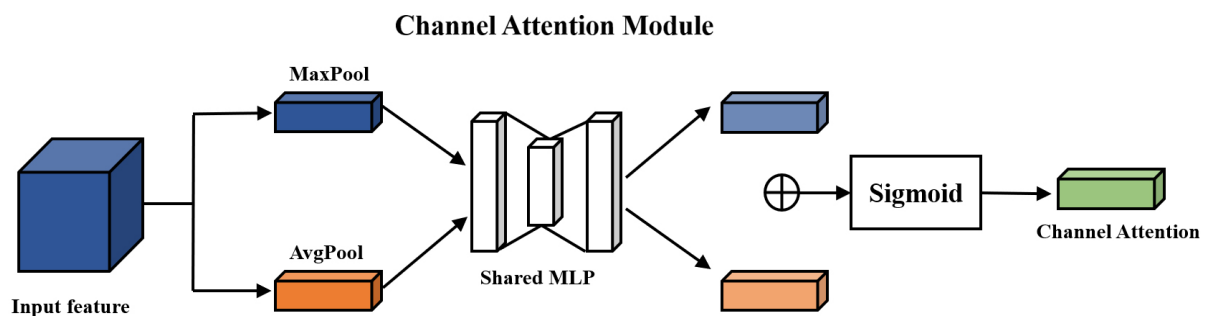 Channel Attention Module
MaxPool
AvgPool
Input feature
Shared MLP
Sigmoid
Channel Attention